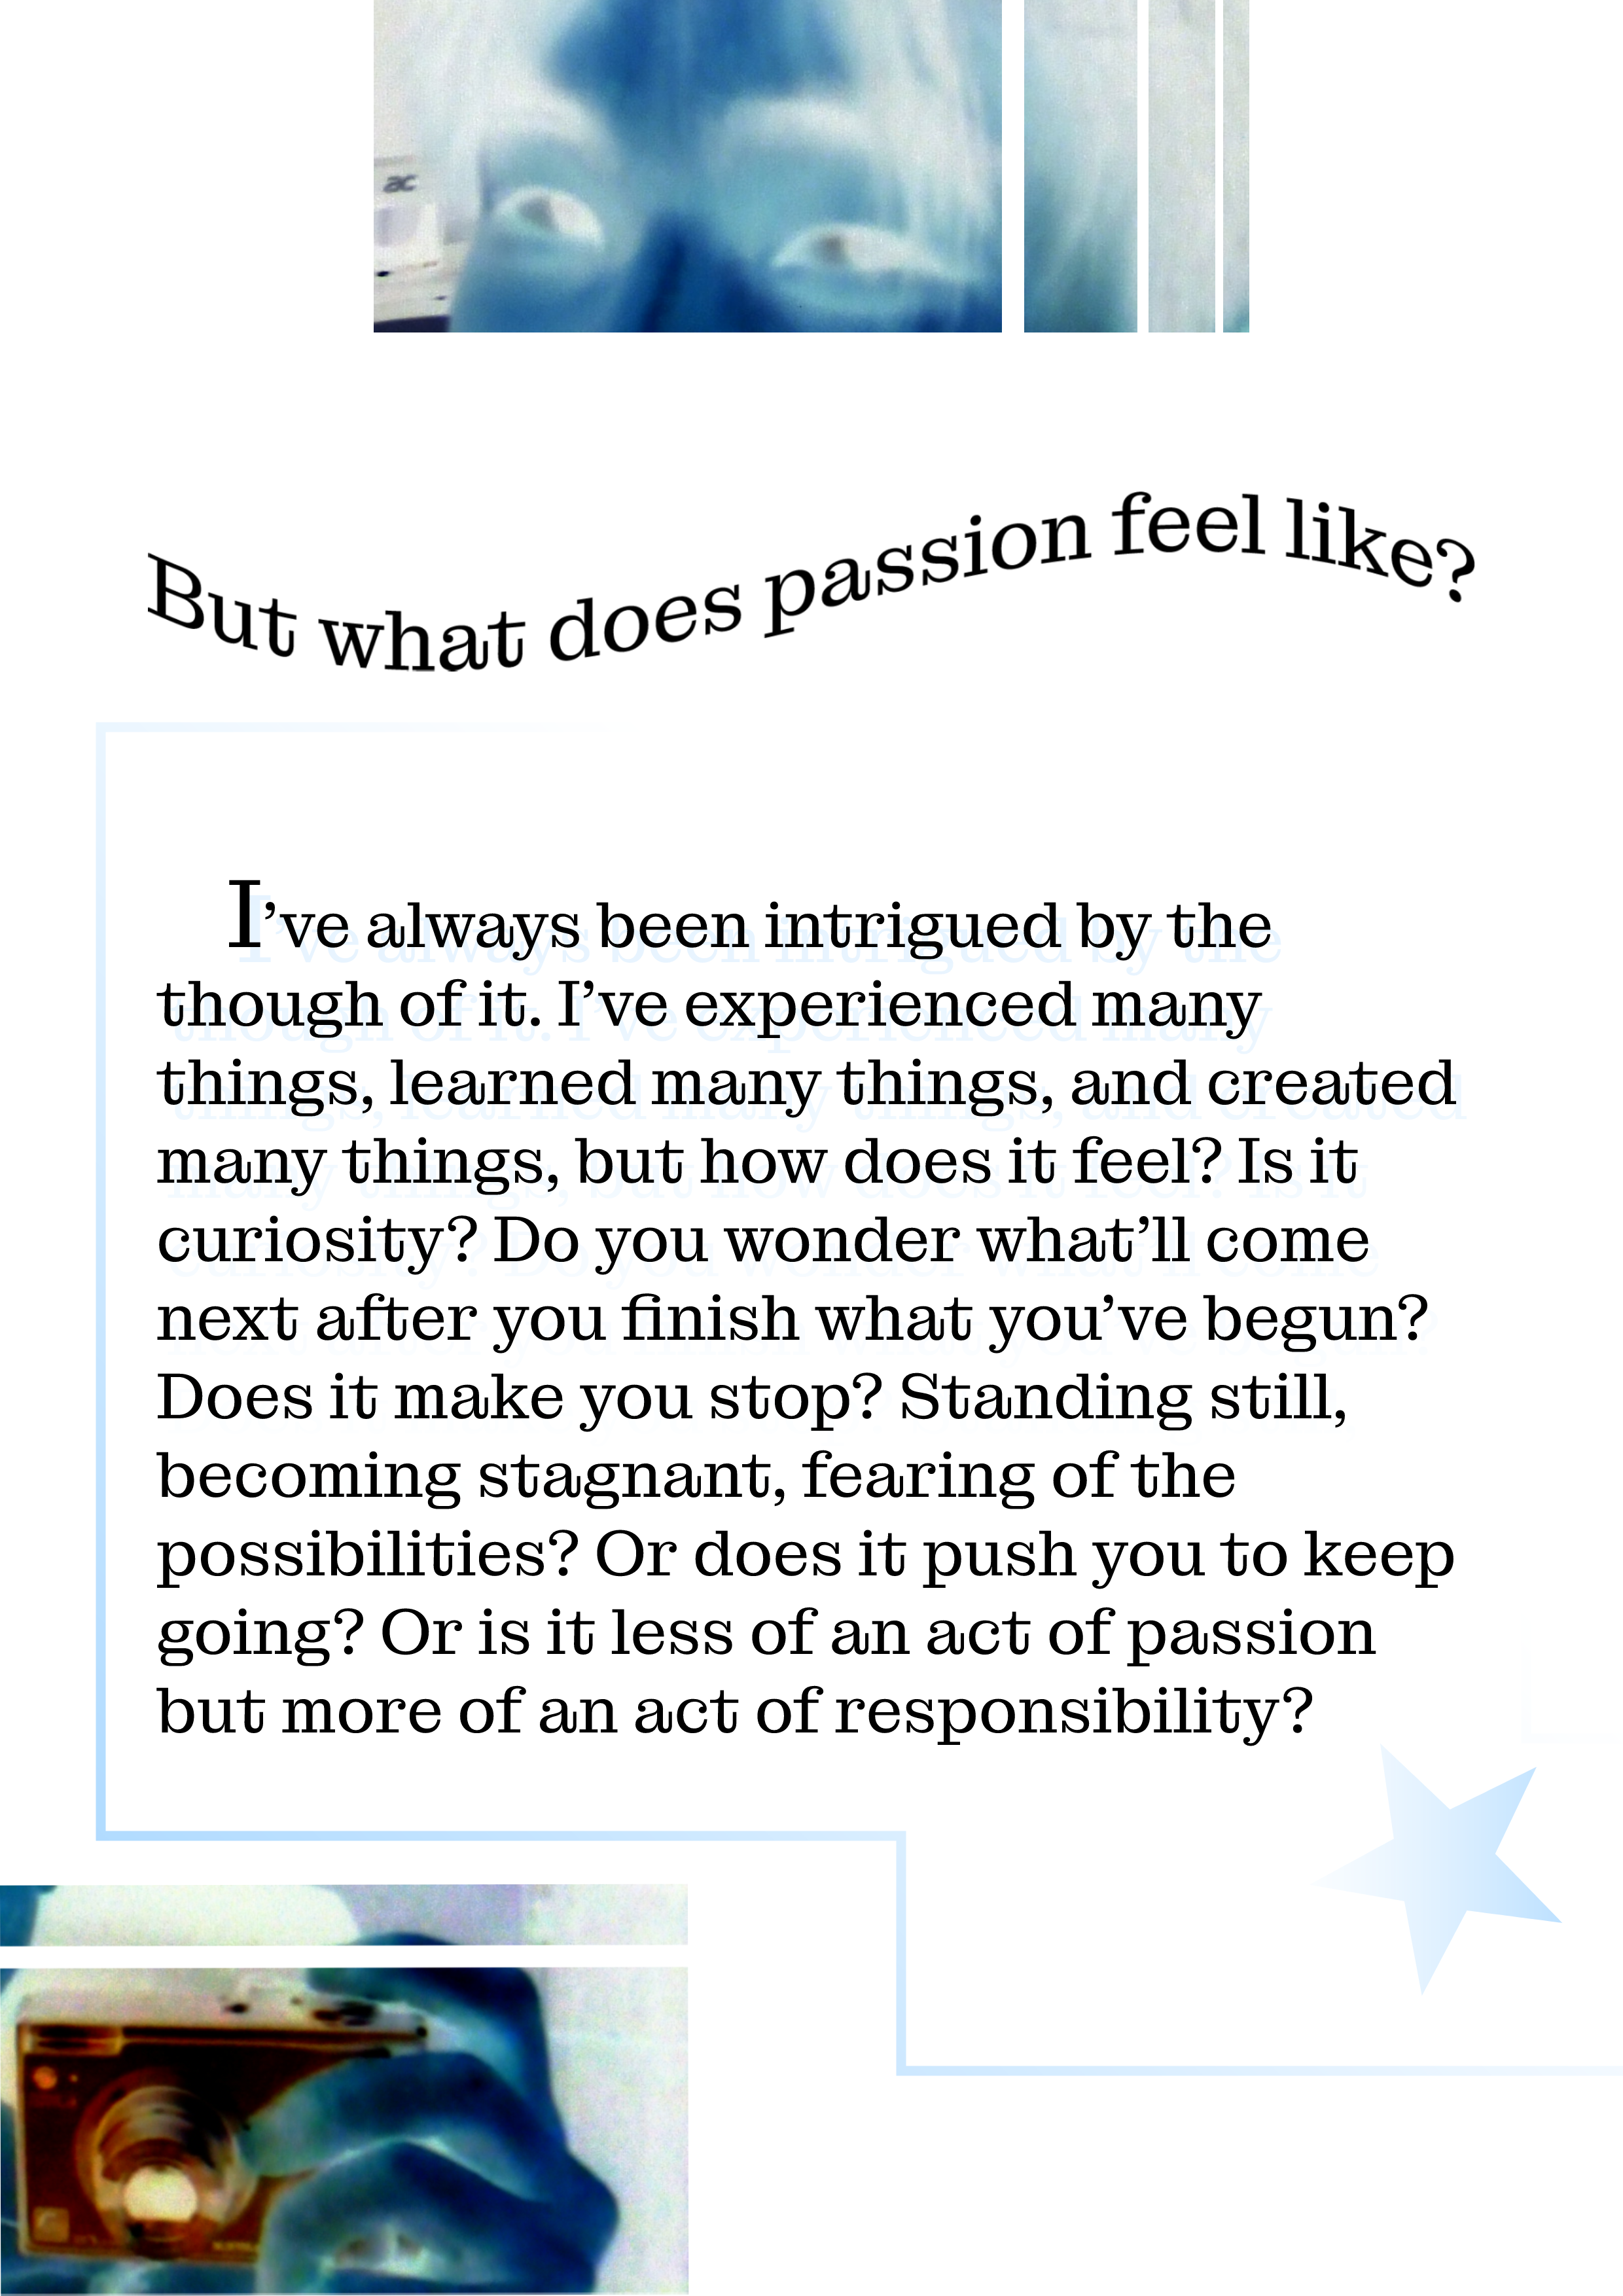 ac
But what does passion feel like?
I've always been intrigued by the
though of it. I've experienced many
things, learned many things, and created
many things, but how does it feel? Is it
curiosity? Do you wonder what'll come
next after you finish what you've begun?
Does it make you stop? Standing still,
becoming stagnant, fearing of the
possibilities? Or does it push you to keep
going? Or is it less of an act of passion
but more of an act of responsibility?